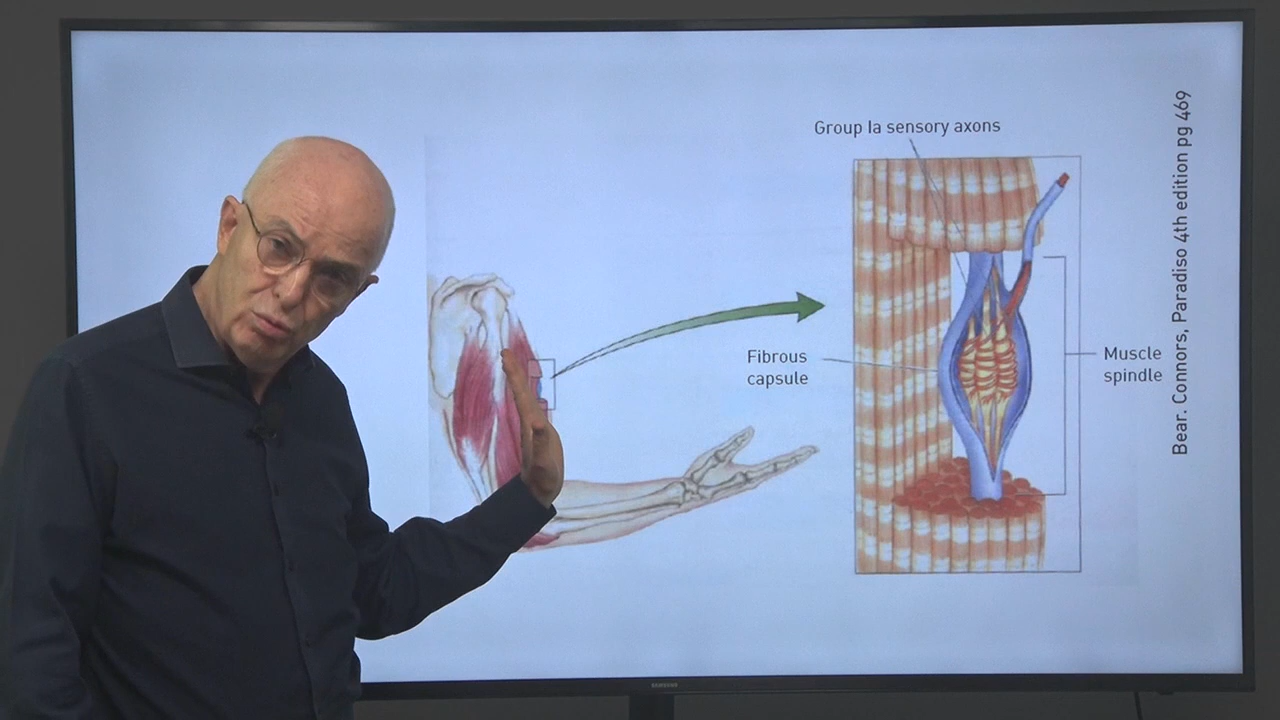 Group Ia sensory axons
Fibrous
capsule
Muscle
spindle
Bear. Connors, Paradiso 4th edition pg 469
SAMSUNG